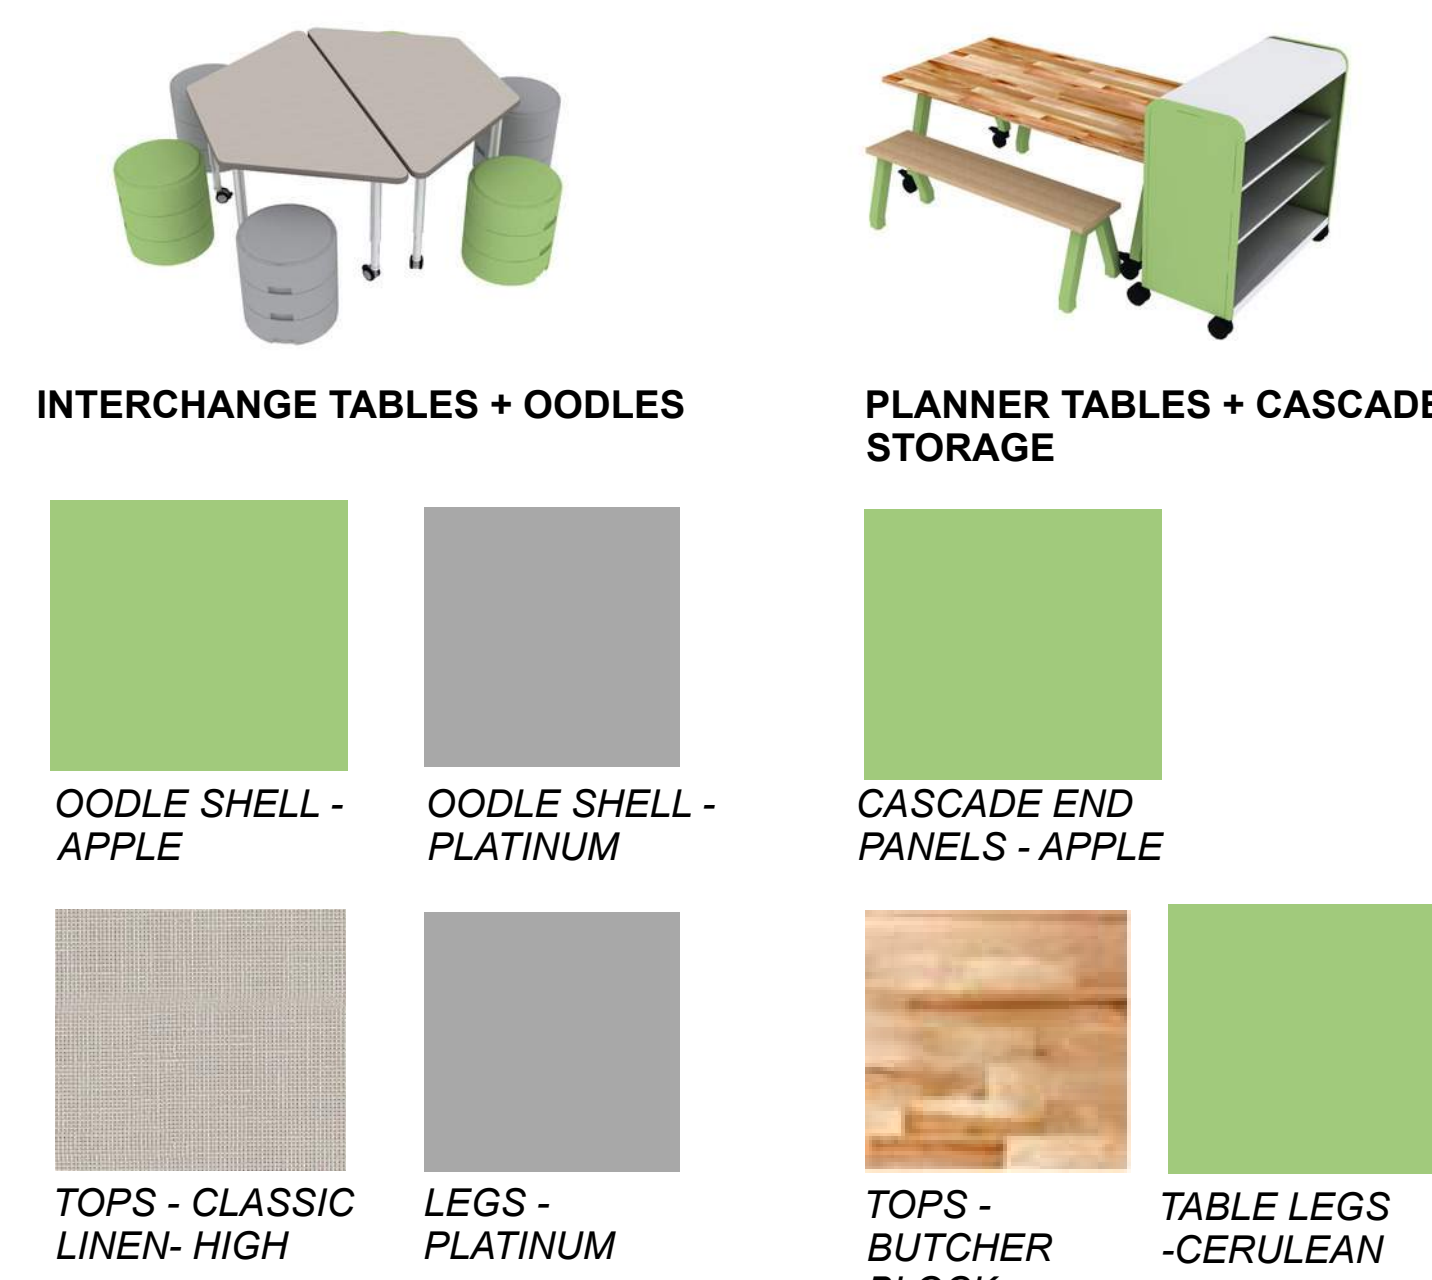 INTERCHANGE TABLES + OODLES
PLANNER TABLES + CASCADE
STORAGE
OODLE SHELL -
APPLE
OODLE SHELL -
PLATINUM
CASCADE END
PANELS - APPLE
TOPS - CLASSIC
LINEN- HIGH
LEGS -
PLATINUM
TOPS -
BUTCHER
BLOCK
TABLE LEGS
-CERULEAN